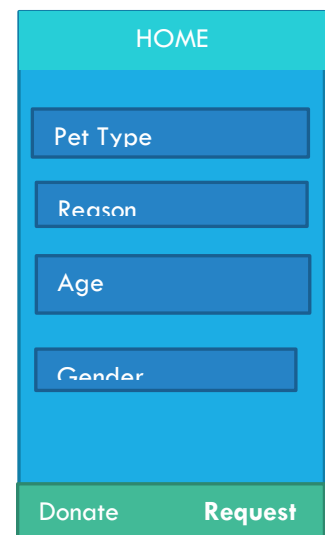 HOME
Pet Type
Reason
Age
Gender
Donate Request